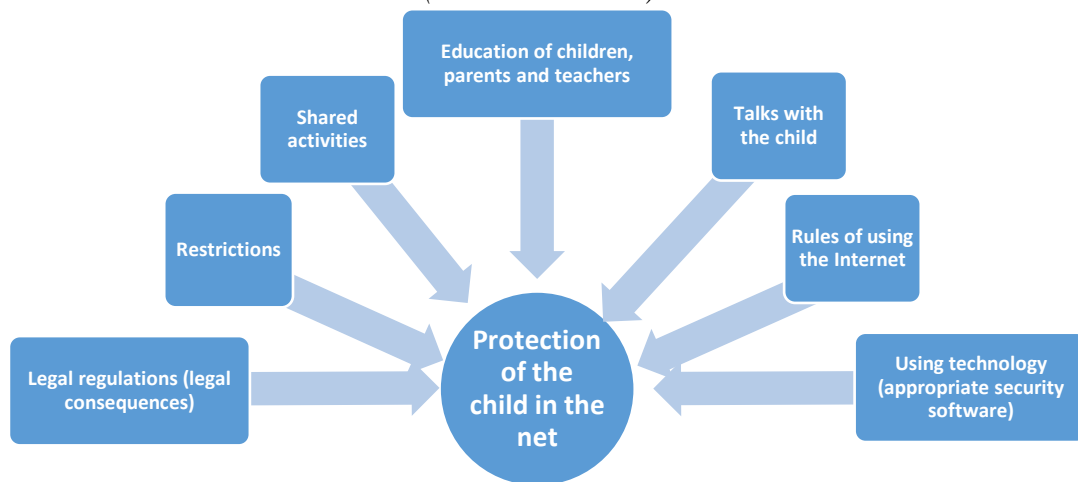 Education of children,
parents and teachers
Shared
activities
Talks with
the child
Restrictions
Rules of using
the Internet
Legal regulations (legal
consequences)
Protection
of the
child in the
net
Using technology
(appropriate security
software)